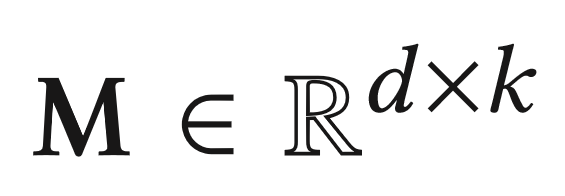 M ∈ ℝ^{d×k}